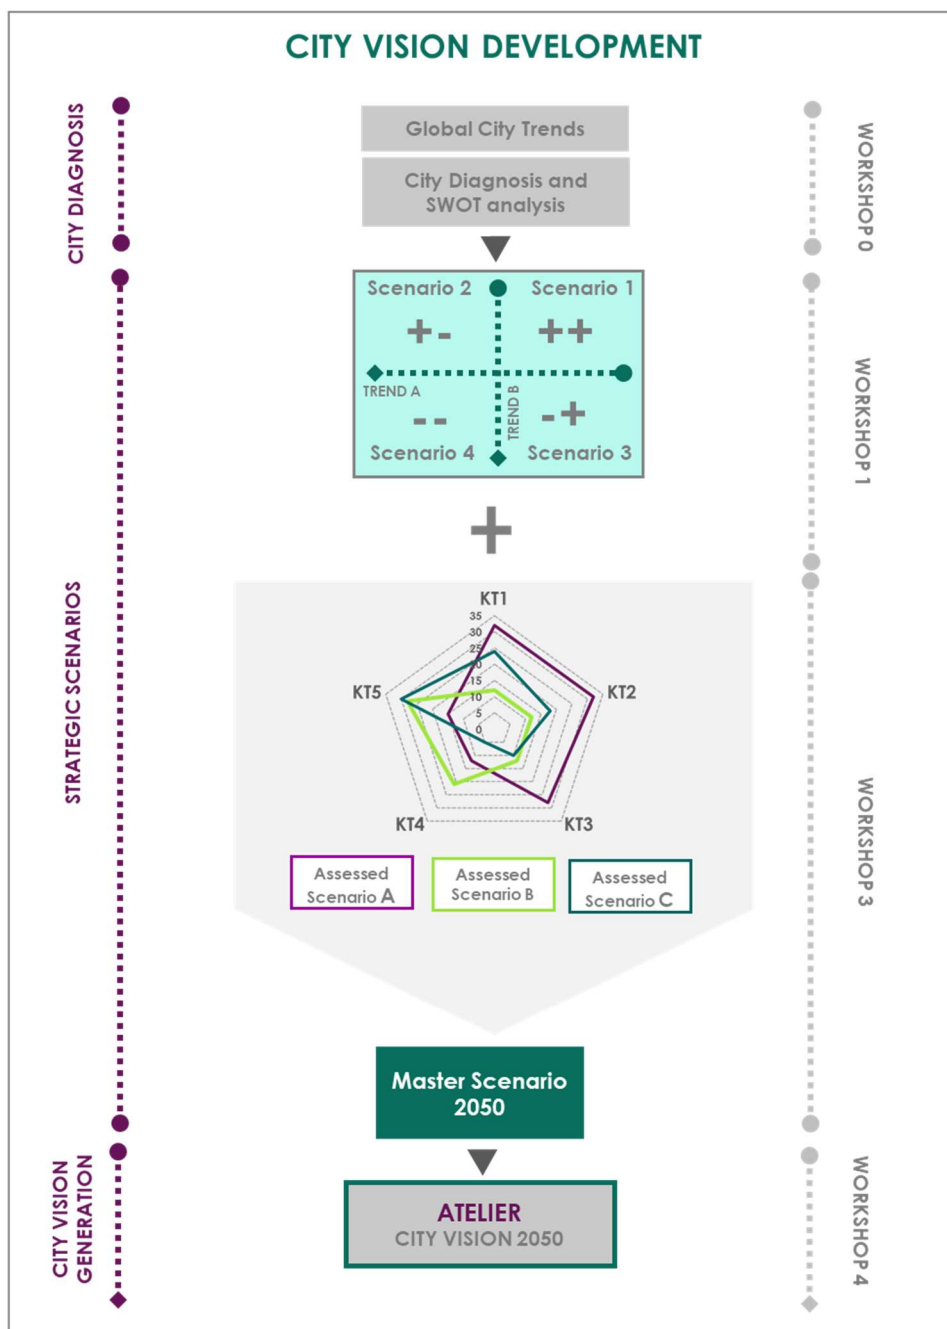 CITY VISION DEVELOPMENT
CITY DIAGNOSIS
Global City Trends
City Diagnosis and
SWOT analysis
WORKSHOP 0
STRATEGIC SCENARIOS
Scenario 2
Scenario 1
+-
++
TREND A
TREND B
--
-+
Scenario 4
Scenario 3
WORKSHOP 1
+
KT1
35
30
25
20
15
10
5
0
KT2
KT5
KT4
KT3
Assessed
Scenario A
Assessed
Scenario B
Assessed
Scenario C
WORKSHOP 3
Master Scenario
2050
CITY VISION
GENERATION
ATELIER
CITY VISION 2050
WORKSHOP 4